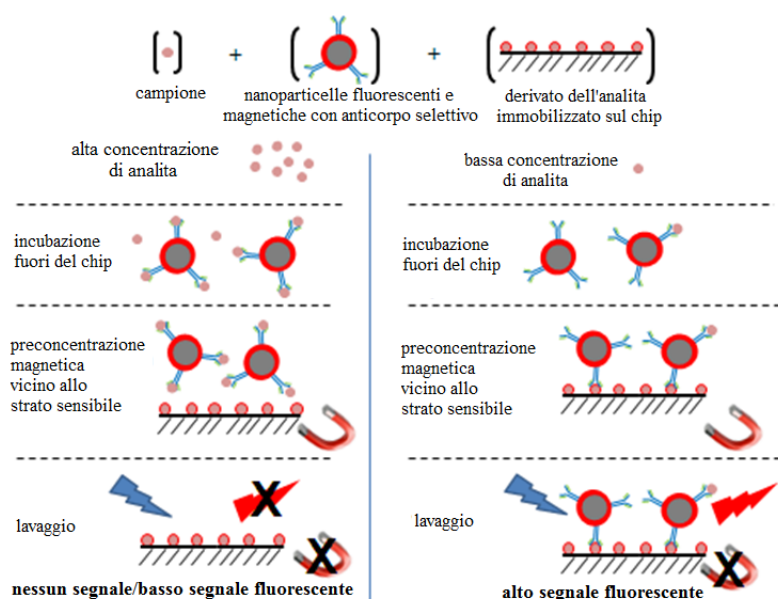 campione
+
nanoparticelle fluorescenti e
magnetiche con anticorpo selettivo
+
derivato dell'analita
immobilizzato sul chip
alta concentrazione
di analita
bassa concentrazione
di analita
incubazione
fuori del chip
incubazione
fuori del chip
preconcentrazione
magnetica
vicino allo
strato sensibile
preconcentrazione
magnetica
vicino allo
strato sensibile
lavaggio
X
X
nessun segnale/basso segnale fluorescente
lavaggio
X
alto segnale fluorescente